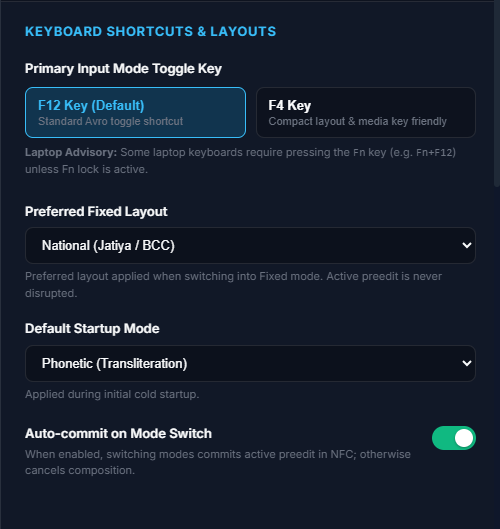 KEYBOARD SHORTCUTS & LAYOUTS
Primary Input Mode Toggle Key
F12 Key (Default)
Standard Avro toggle shortcut
F4 Key
Compact layout & media key friendly
Laptop Advisory: Some laptop keyboards require pressing the Fn key (e.g. Fn+F12)
unless Fn lock is active.
Preferred Fixed Layout
National (Jatiya / BCC)
Preferred layout applied when switching into Fixed mode. Active preedit is never
disrupted.
Default Startup Mode
Phonetic (Transliteration)
Applied during initial cold startup.
Auto-commit on Mode Switch
When enabled, switching modes commits active preedit in NFC; otherwise
cancels composition.